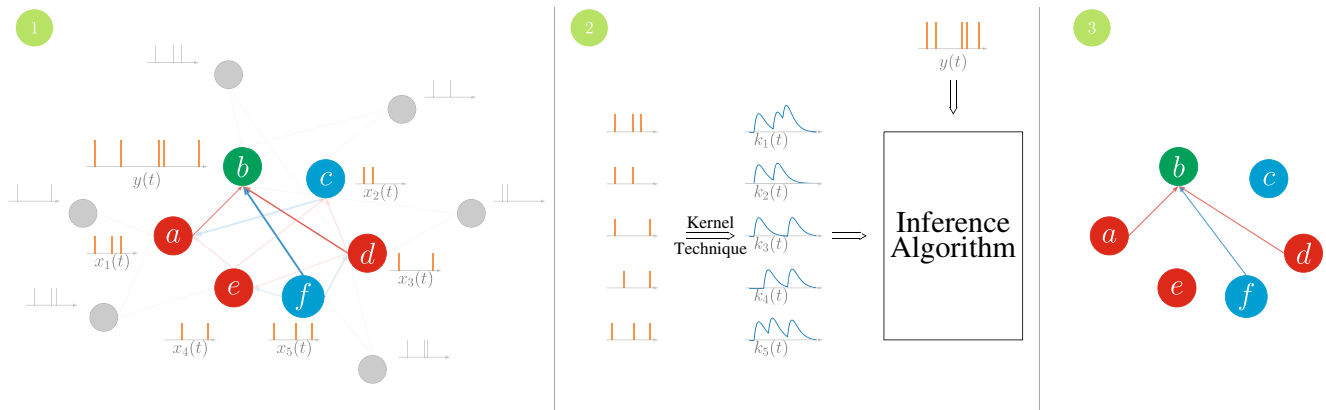 1
b
y(t)
c
x₂(t)
a
x₁(t)
d
x₃(t)
e
f
x₄(t)
x₅(t)
2
y(t)
k₁(t)
k₂(t)
Kernel
Technique
k₃(t)
k₄(t)
k₅(t)
Inference
Algorithm
3
b
c
a
d
e
f